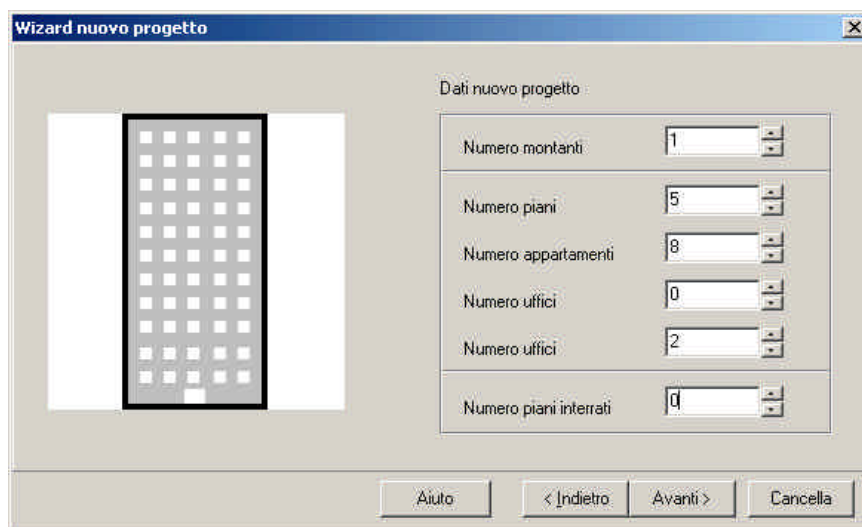 Wizard nuovo progetto
Dati nuovo progetto
Numero montanti 1
Numero piani 5
Numero appartamenti 8
Numero uffici 0
Numero uffici 2
Numero piani interrati 0
Aiuto < Indietro Avanti > Cancella